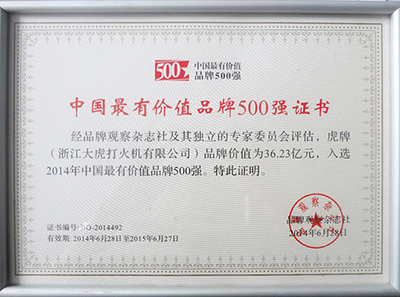 500
中国最有价值
品牌500强
中国最有价值品牌500强证书
经品牌观察杂志社及其独立的专家委员会评估,虎牌
(浙江大虎打火机有限公司)品牌价值为36.23亿元,入选
2014年中国最有价值品牌500强。特此证明。
证书编号:
O-2014492
有效期:2014年6月28日至2015年6月27日
品牌观察杂志社
2014年6月28日